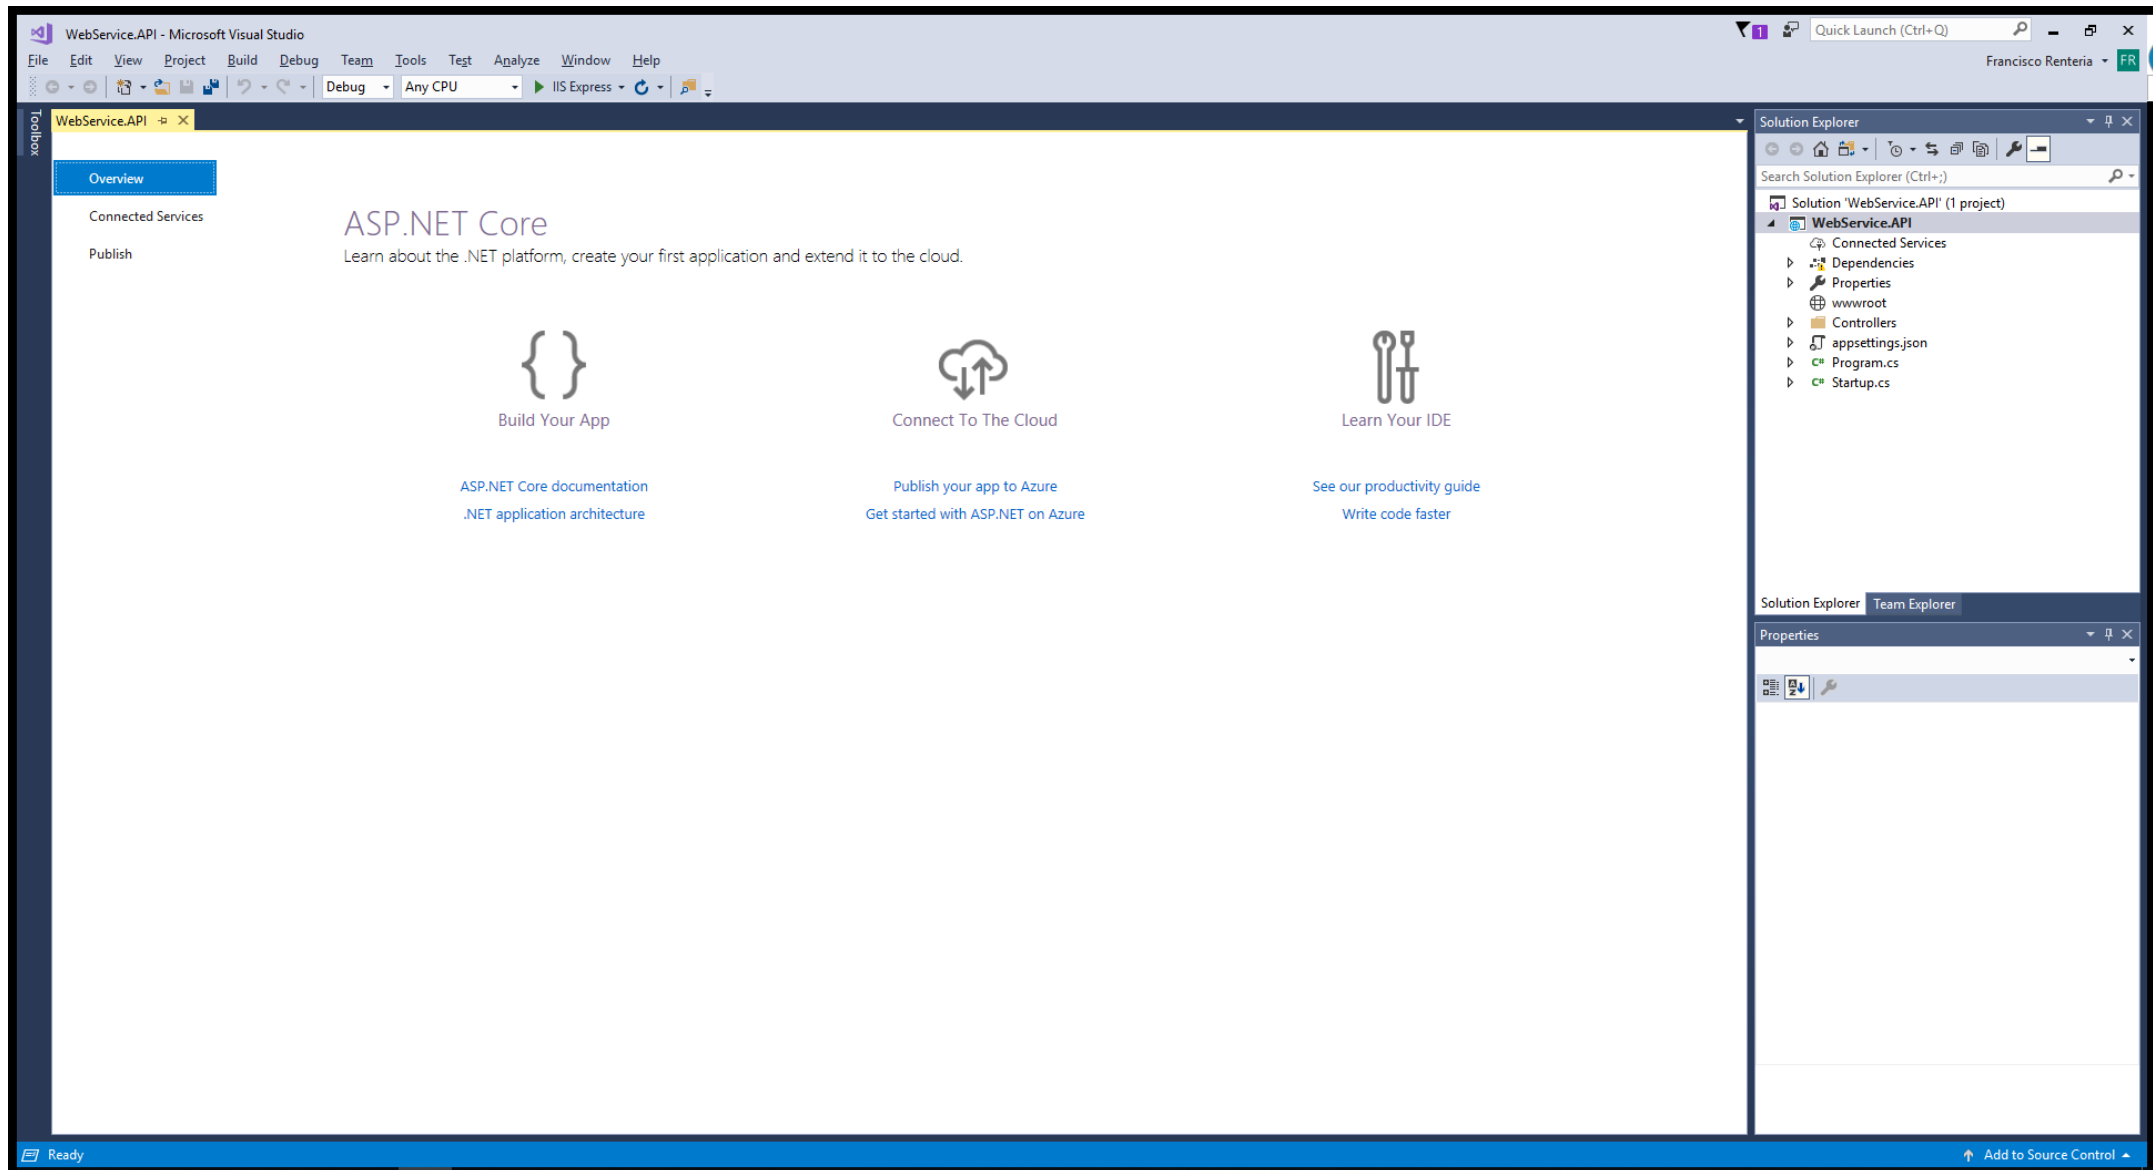 WebService.API - Microsoft Visual Studio
1
Quick Launch (Ctrl+Q)
File Edit View Project Build Debug Team Tools Test Analyze Window Help
Francisco Renteria FR
Debug Any CPU IIS Express
Toolbox
WebService.API
Overview
Connected Services
Publish
ASP.NET Core
Learn about the .NET platform, create your first application and extend it to the cloud.
Build Your App
ASP.NET Core documentation
.NET application architecture
Connect To The Cloud
Publish your app to Azure
Get started with ASP.NET on Azure
Learn Your IDE
See our productivity guide
Write code faster
Solution Explorer
Search Solution Explorer (Ctrl+;)
Solution 'WebService.API' (1 project)
WebService.API
Connected Services
Dependencies
Properties
wwwroot
Controllers
appsettings.json
C# Program.cs
C# Startup.cs
Solution Explorer Team Explorer
Properties
Ready
Add to Source Control